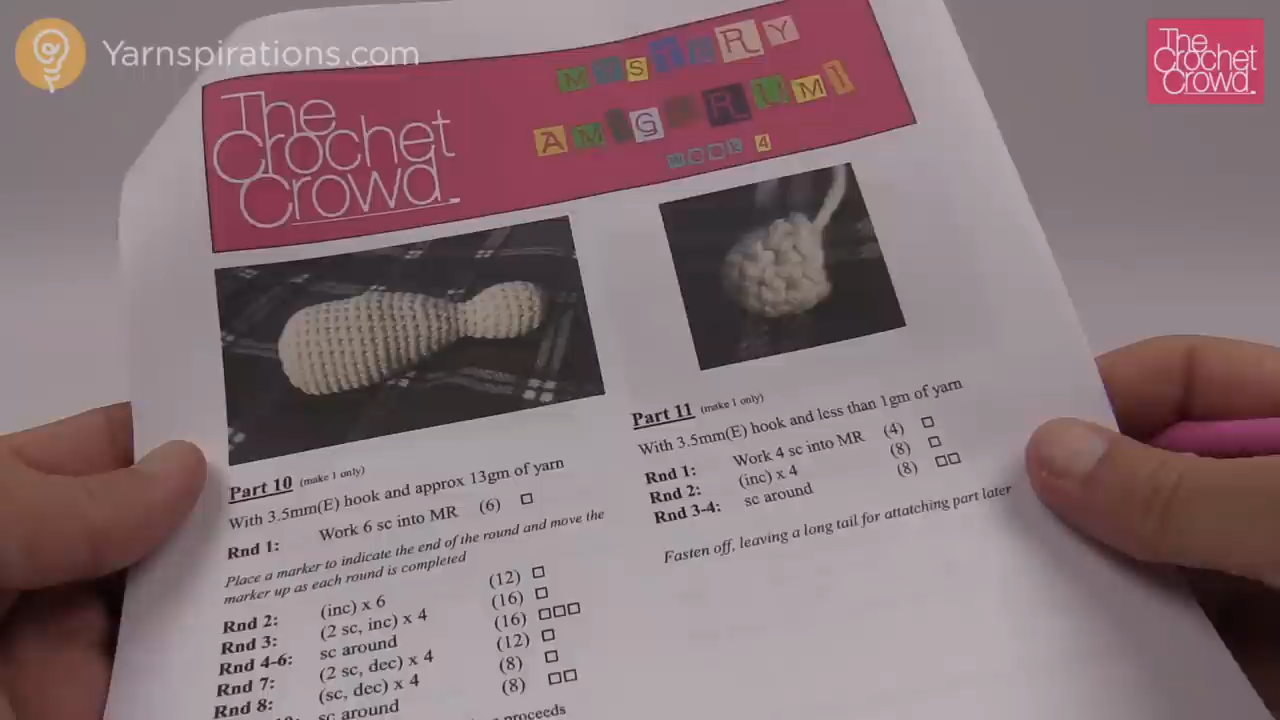 Yarnspirations.com
The
Crochet
Crowd
The
Crochet
Crowd
MYSTERY
AMIGURUMI
WEEK 4
Part 10 (make 1 only)
With 3.5mm(E) hook and approx 13gm of yarn
Rnd 1: Work 6 sc into MR (6) □
Place a marker to indicate the end of the round and move the
marker up as each round is completed
Rnd 2: (inc) x 6 (12) □
Rnd 3: (2 sc, inc) x 4 (16) □
Rnd 4-6: sc around (16) □□□
Rnd 7: (2 sc, dec) x 4 (12) □
Rnd 8: (sc, dec) x 4 (8) □
sc around (8) □□
proceeds
Part 11 (make 1 only)
With 3.5mm(E) hook and less than 1gm of yarn
Rnd 1: Work 4 sc into MR (4) □
Rnd 2: (inc) x 4 (8) □
Rnd 3-4: sc around (8) □□
Fasten off, leaving a long tail for attatching part later